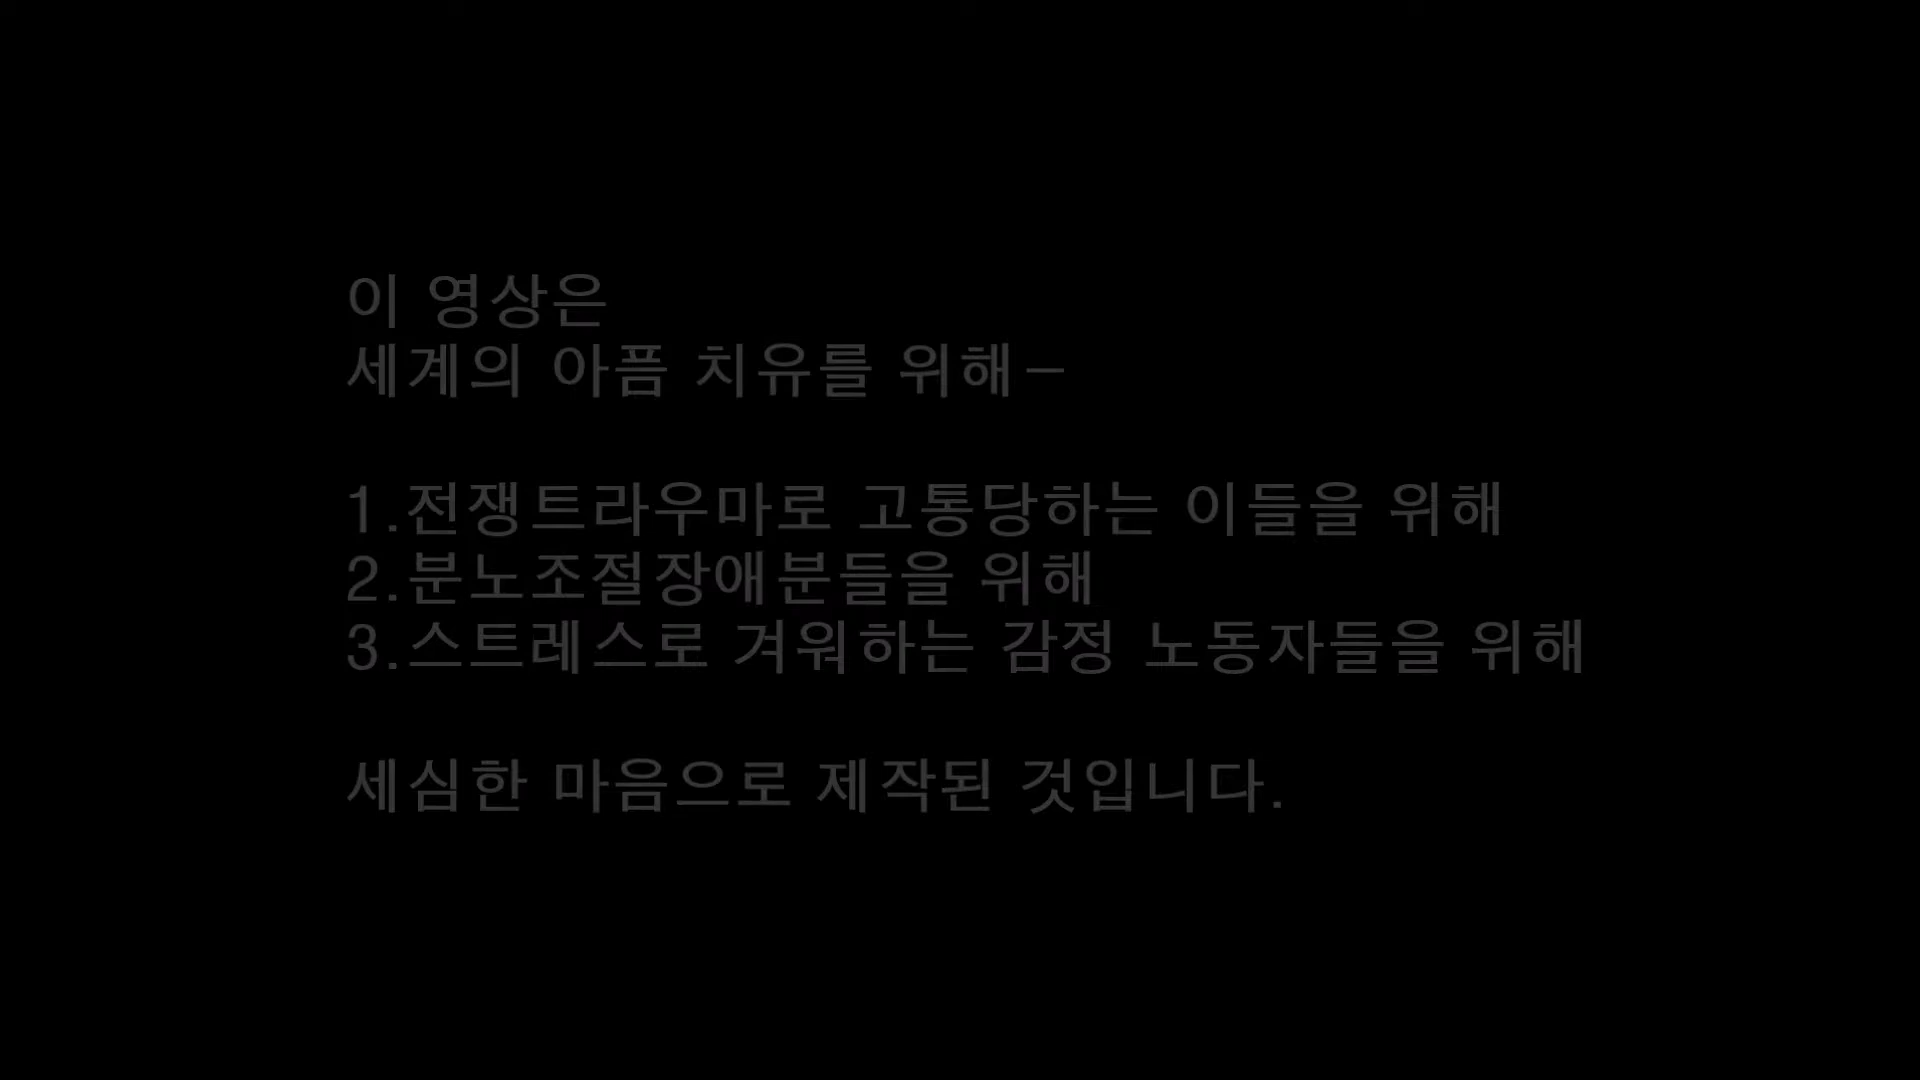 이 영상은
세계의 아픔 치유를 위해-
1.전쟁트라우마로 고통당하는 이들을 위해
2.분노조절장애분들을 위해
3.스트레스로 겨워하는 감정 노동자들을 위해
세심한 마음으로 제작된 것입니다.